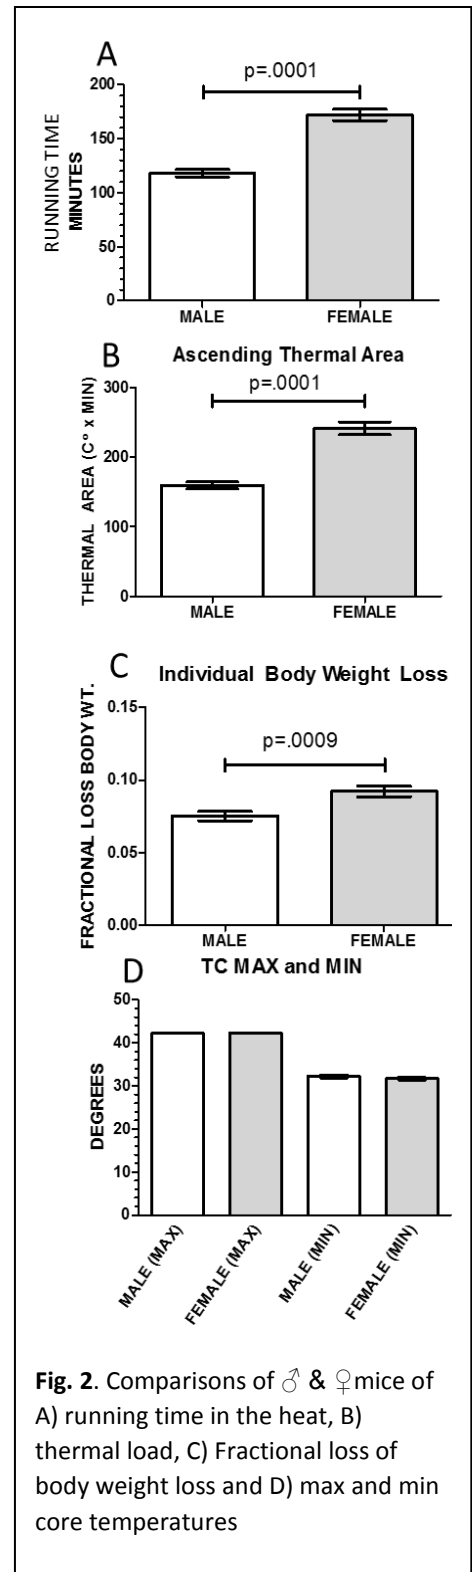 A
p=.0001
200
150
100
50
0
RUNNING TIME
MINUTES
MALE FEMALE
B Ascending Thermal Area
p=.0001
300
200
100
0
THERMAL AREA (C° x MIN)
MALE FEMALE
C Individual Body Weight Loss
p=.0009
0.15
0.10
0.05
0.00
FRACTIONAL LOSS BODY WT.
MALE FEMALE
D TC MAX and MIN
50
40
30
20
10
0
DEGREES
MALE (MAX)
FEMALE (MAX)
MALE (MIN)
FEMALE (MIN)
Fig. 2. Comparisons of ♂ & ♀mice of
A) running time in the heat, B)
thermal load, C) Fractional loss of
body weight loss and D) max and min
core temperatures